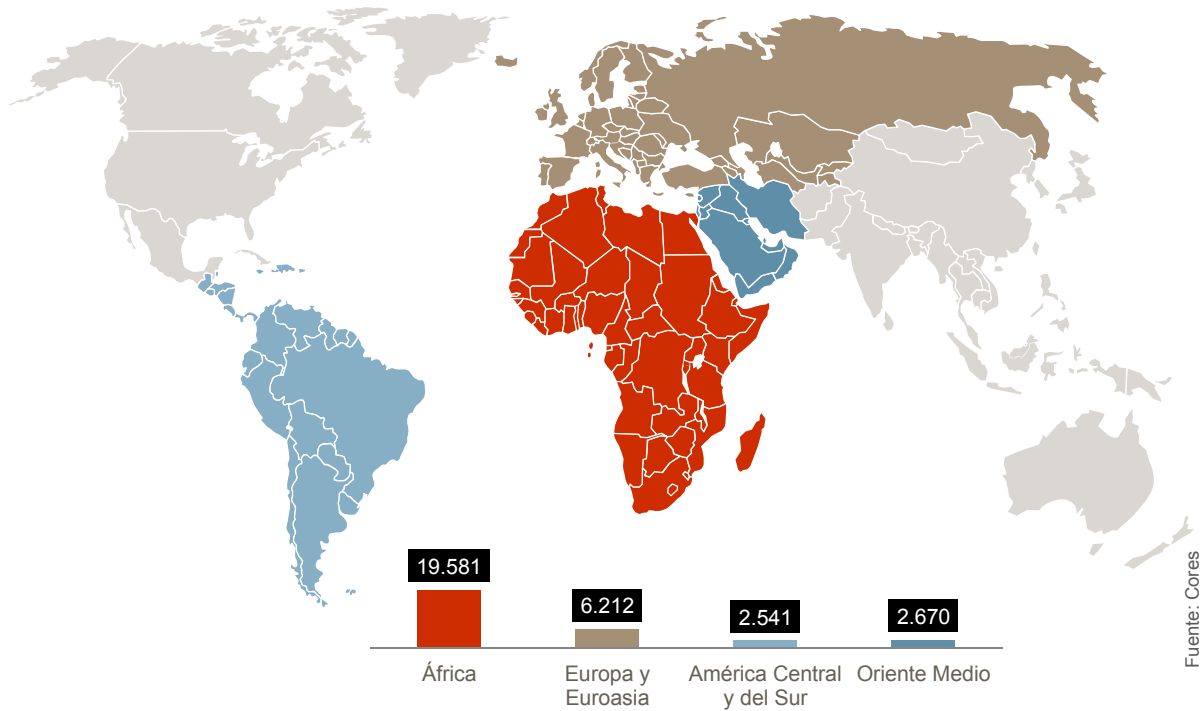 19.581
6.212
2.541
2.670
África
Europa y
Euroasia
América Central
y del Sur
Oriente Medio
Fuente: Cores